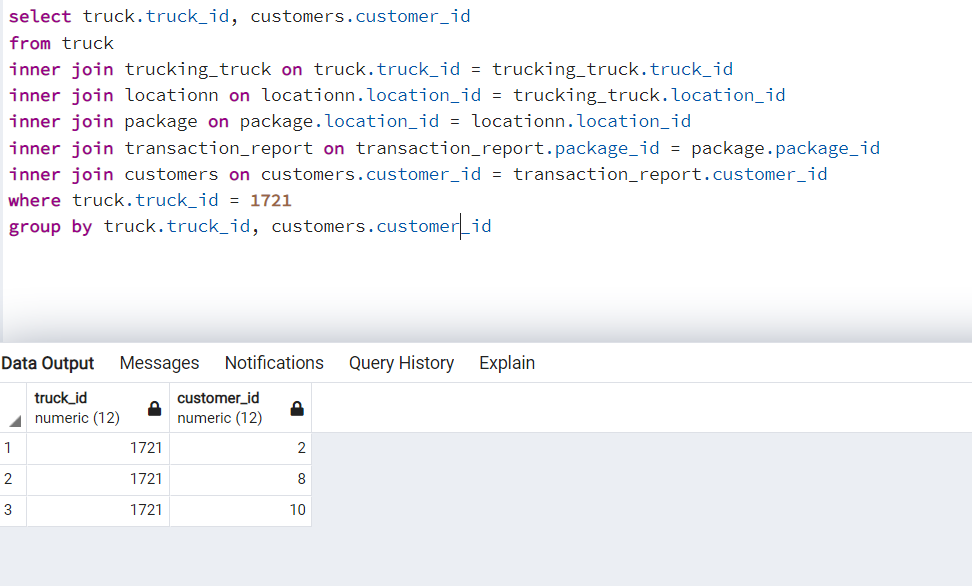 select truck.truck_id, customers.customer_id
from truck
inner join trucking_truck on truck.truck_id = trucking_truck.truck_id
inner join locationn on locationn.location_id = trucking_truck.location_id
inner join package on package.location_id = locationn.location_id
inner join transaction_report on transaction_report.package_id = package.package_id
inner join customers on customers.customer_id = transaction_report.customer_id
where truck.truck_id = 1721
group by truck.truck_id, customers.customer_id
Data Output Messages Notifications Query History Explain
truck_id customer_id
numeric (12) numeric (12)
1 1721 2
2 1721 8
3 1721 10